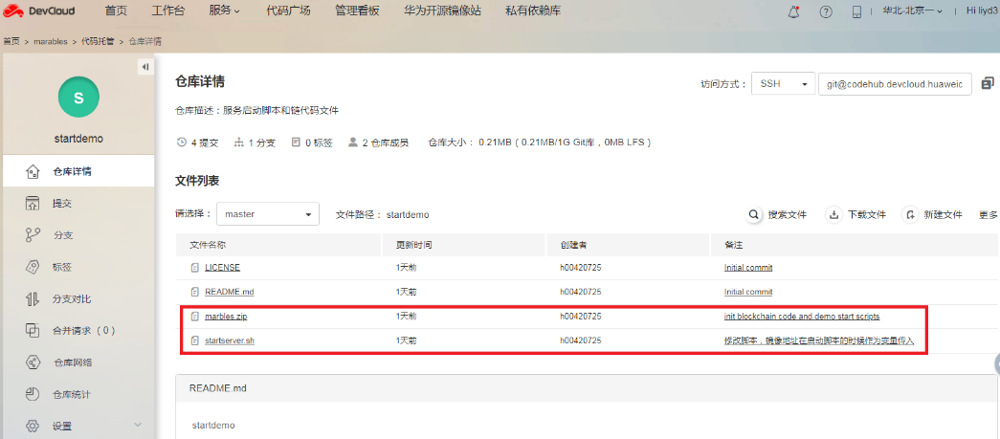 DevCloud 首页 工作台 服务 代码广场 管理看板 华为开源镜像站 私有依赖库 华北-北京一 Hi liyd3
首页 > marables > 代码托管 > 仓库详情
S
startdemo
仓库详情
提交
分支
标签
分支对比
合并请求 ( 0 )
仓库网络
仓库统计
设置
仓库详情
访问方式: SSH git@codehub.devcloud.huaweic
仓库描述:服务启动脚本和链代码文件
4 提交 1 分支 0 标签 2 仓库成员 仓库大小: 0.21MB ( 0.21MB/1G Git库,0MB LFS )
文件列表
请选择: master 文件路径: startdemo 搜索文件 下载文件 新建文件 更多
文件名称 更新时间 创建者 备注
LICENSE 1天前 h00420725 Initial commit
README.md 1天前 h00420725 Initial commit
marbles.zip 1天前 h00420725 init blockchain code and demo start scripts
startserver.sh 1天前 h00420725 修改脚本,镜像地址在启动脚本的时候作为变量传入
README.md
startdemo